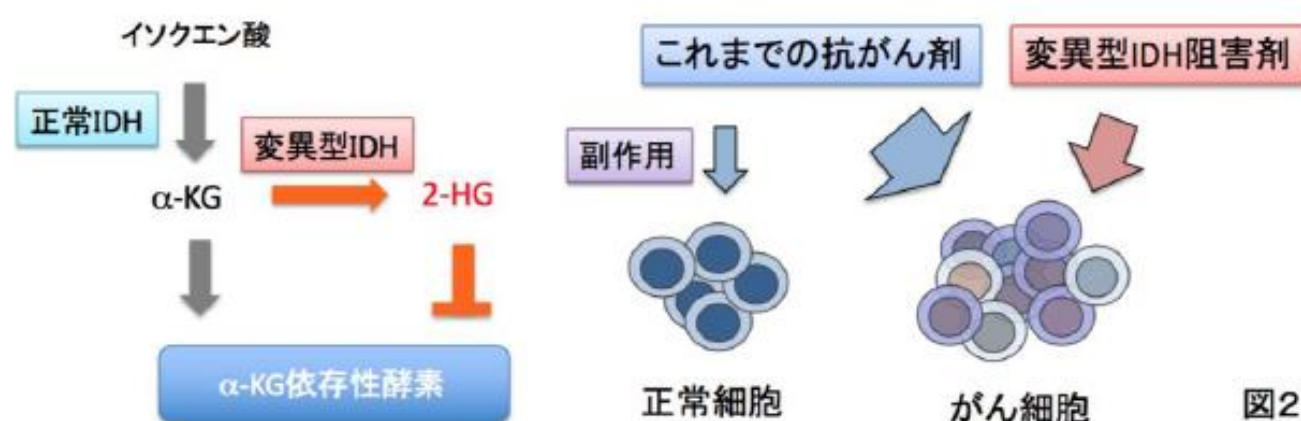 イソクエン酸
正常IDH
変異型IDH
α-KG
2-HG
α-KG依存性酵素
これまでの抗がん剤
変異型IDH阻害剤
副作用
正常細胞
がん細胞
図2